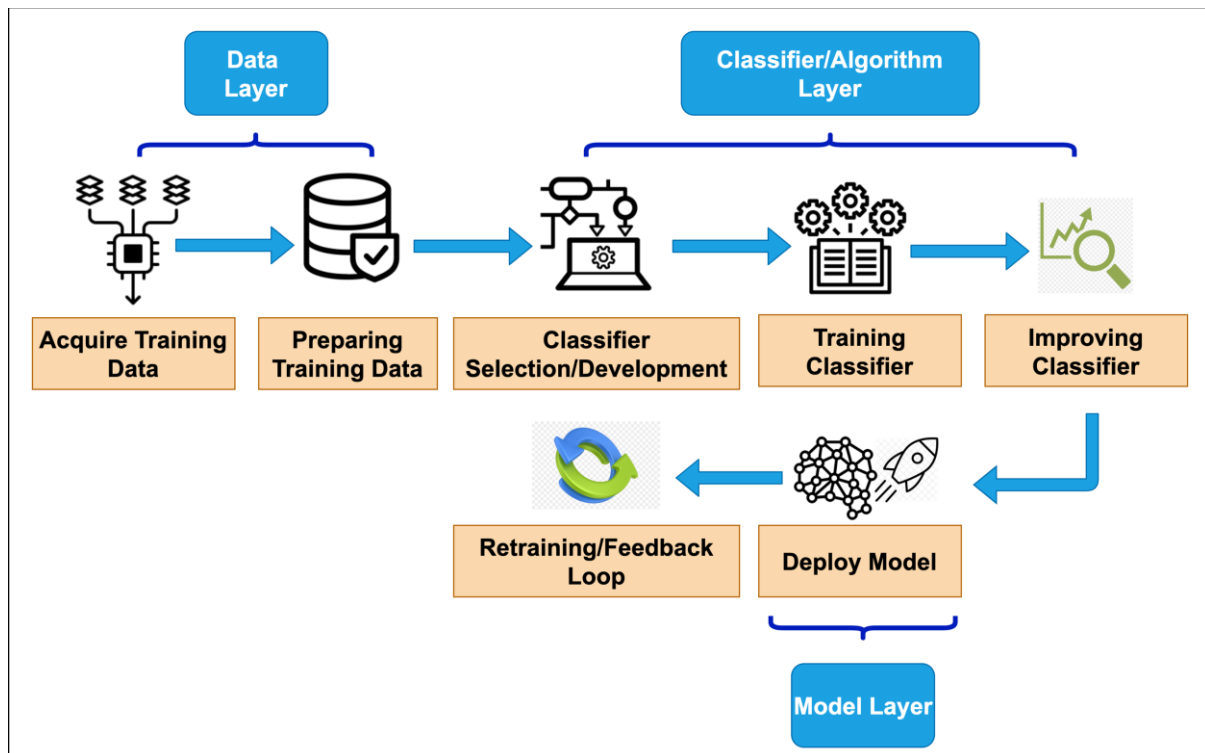 Data
Layer
Classifier/Algorithm
Layer
Acquire Training
Data
Preparing
Training Data
Classifier
Selection/Development
Training
Classifier
Improving
Classifier
Retraining/Feedback
Loop
Deploy Model
Model Layer